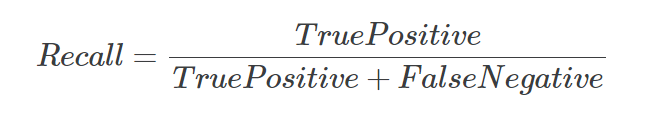 Recall = TruePositive / TruePositive + FalseNegative